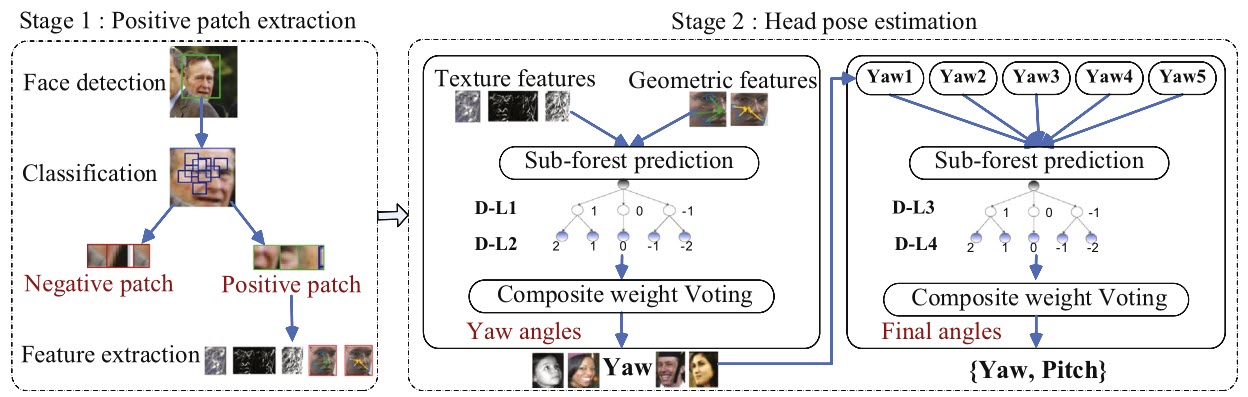 Stage 1 : Positive patch extraction
Face detection
Classification
Negative patch
Positive patch
Feature extraction
Stage 2 : Head pose estimation
Texture features
Geometric features
Sub-forest prediction
D-L1
1
0
-1
D-L2
2
1
0
-1
-2
Composite weight Voting
Yaw angles
Yaw
Yaw1
Yaw2
Yaw3
Yaw4
Yaw5
Sub-forest prediction
D-L3
1
0
-1
D-L4
2
1
0
-1
-2
Composite weight Voting
Final angles
{Yaw, Pitch}